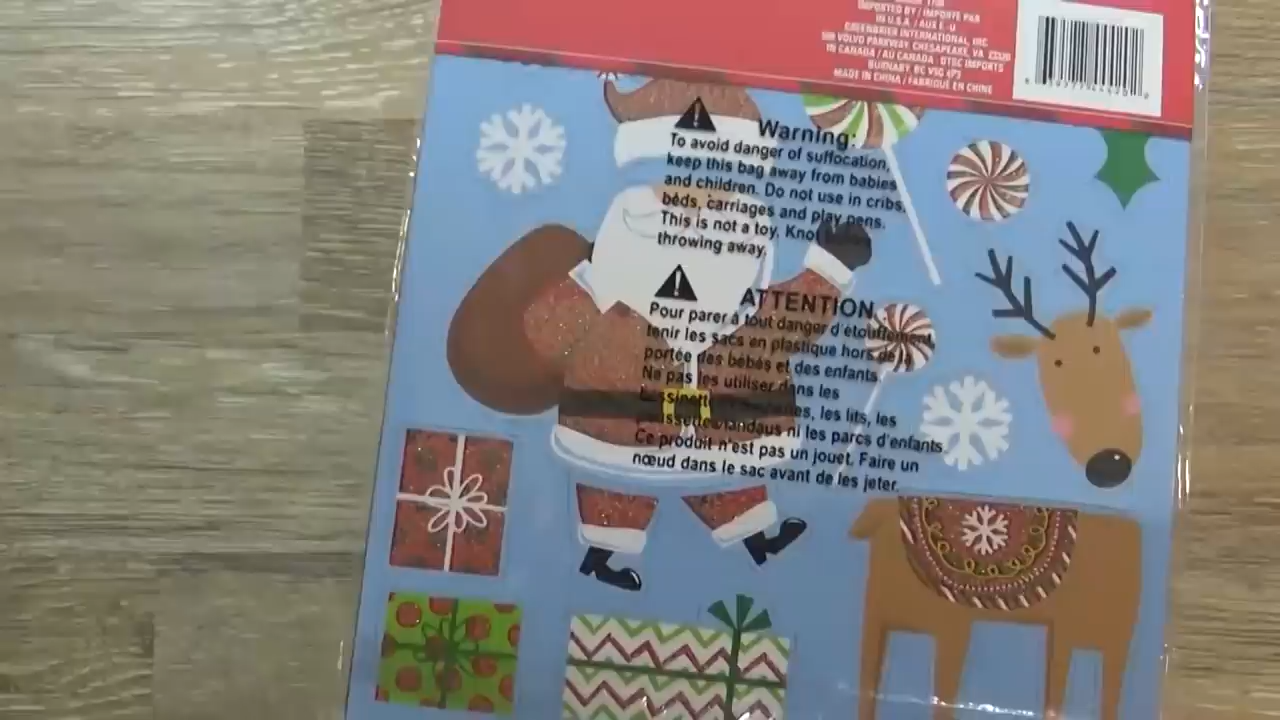 IMPORTED BY / IMPORTÉ PAR
IN U.S.A. / AUX É.-U
GREENBRIER INTERNATIONAL, INC.
500 VOLVO PARKWAY, CHESAPEAKE, VA 23320
IN CANADA / AU CANADA : DTSC IMPORTS
BURNABY, BC V5G 4P3
MADE IN CHINA / FABRIQUÉ EN CHINE
Warning:
To avoid danger of suffocation,
keep this bag away from babies
and children. Do not use in cribs,
beds, carriages and play pens.
This is not a toy. Knot
throwing away.
ATTENTION
Pour parer à tout danger d'étouffement,
tenir les sacs en plastique hors de
portée des bébés et des enfants.
Ne pas les utiliser dans les
les lits, les
landaus ni les parcs d'enfants.
Ce produit n'est pas un jouet. Faire un
nœud dans le sac avant de les jeter.